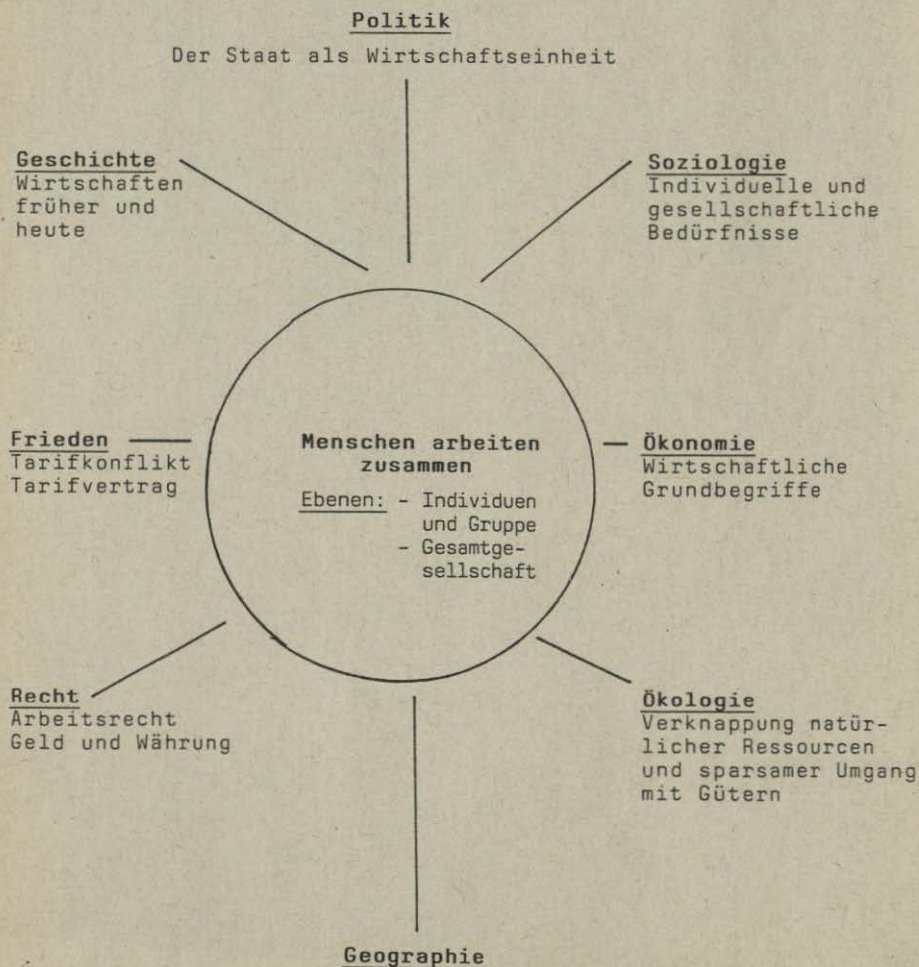 Politik
Der Staat als Wirtschaftseinheit
Geschichte
Wirtschaften
früher und
heute
Soziologie
Individuelle und
gesellschaftliche
Bedürfnisse
Frieden
Tarifkonflikt
Tarifvertrag
Menschen arbeiten
zusammen
Ebenen: - Individuen
und Gruppe
- Gesamtge-
sellschaft
Ökonomie
Wirtschaftliche
Grundbegriffe
Recht
Arbeitsrecht
Geld und Währung
Ökologie
Verknappung natür-
licher Ressourcen
und sparsamer Umgang
mit Gütern
Geographie